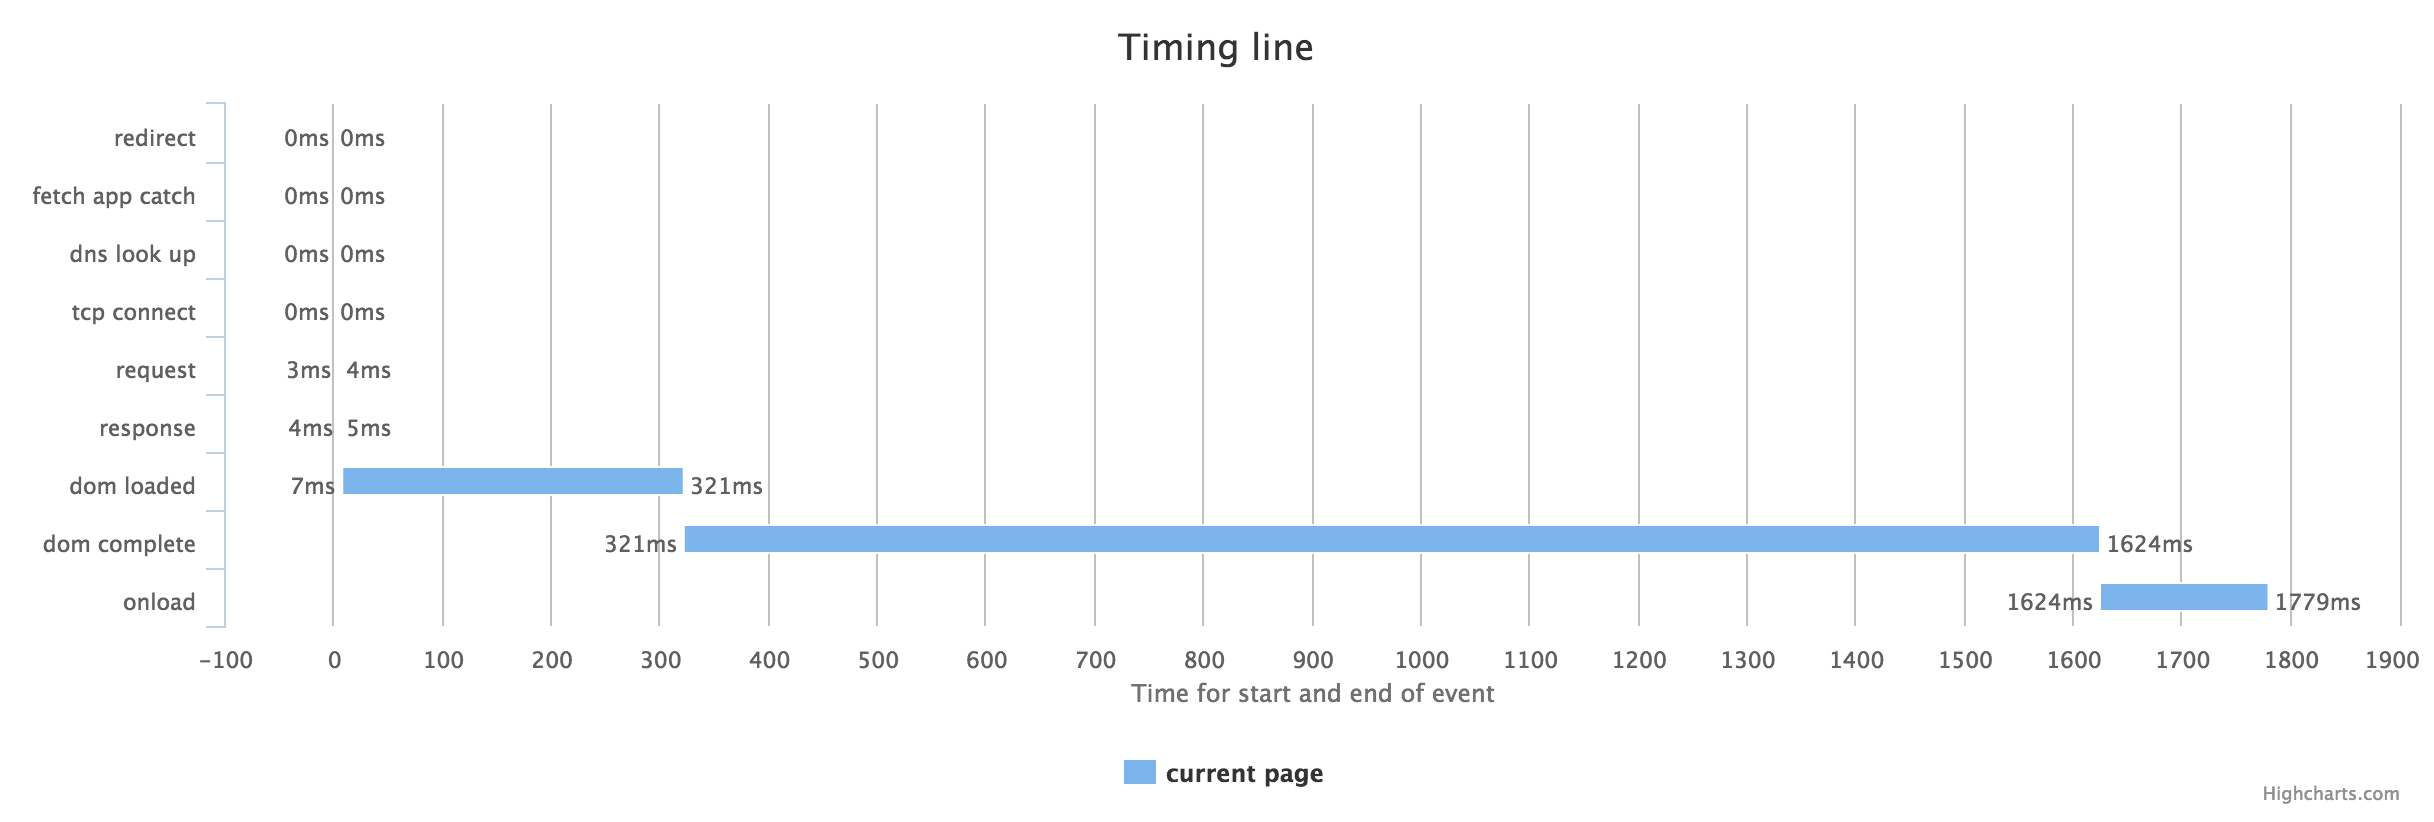 Timing line
redirect 0ms 0ms
fetch app catch 0ms 0ms
dns look up 0ms 0ms
tcp connect 0ms 0ms
request 3ms 4ms
response 4ms 5ms
dom loaded 7ms 321ms
dom complete 321ms 1624ms
onload 1624ms 1779ms
-100 0 100 200 300 400 500 600 700 800 900 1000 1100 1200 1300 1400 1500 1600 1700 1800 1900
Time for start and end of event
current page
Highcharts.com